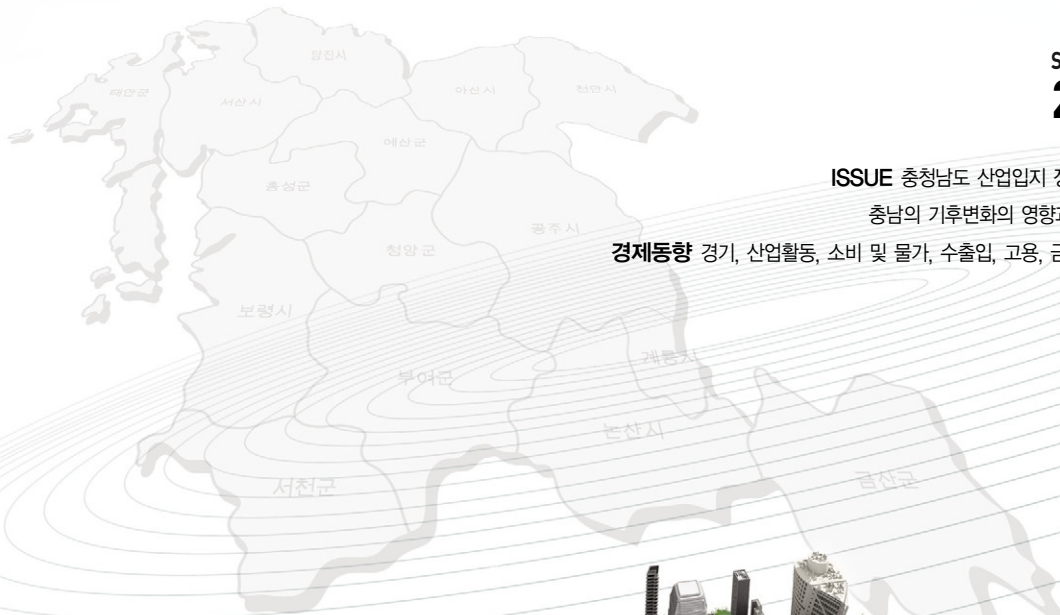 S
2
ISSUE 충청남도 산업입지 정
충남의 기후변화의 영향과
경제동향 경기, 산업활동, 소비 및 물가, 수출입, 고용, 금
당진시
태안군
서산시
아산시
천안시
예산군
홍성군
공주시
청양군
보령시
계룡시
부여군
논산시
서천군
금산군